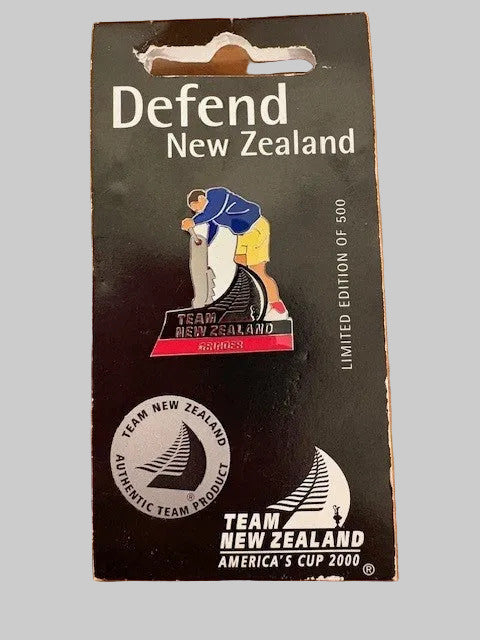 Defend
New Zealand
LIMITED EDITION OF 500
TEAM
NEW ZEALAND
GRINDER
TEAM NEW ZEALAND
AUTHENTIC TEAM PRODUCT
®
TEAM
NEW ZEALAND
AMERICA'S CUP 2000
®